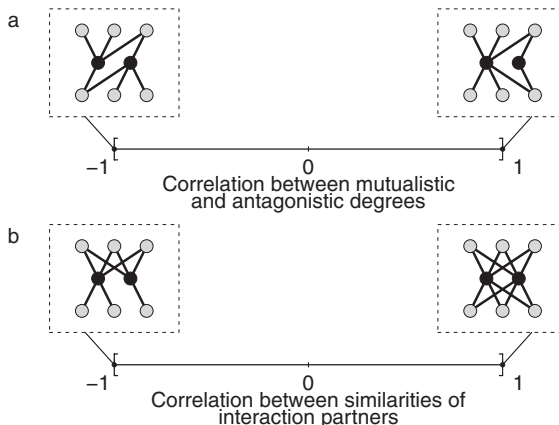 a
−1 0 1
Correlation between mutualistic
and antagonistic degrees
b
−1 0 1
Correlation between similarities of
interaction partners